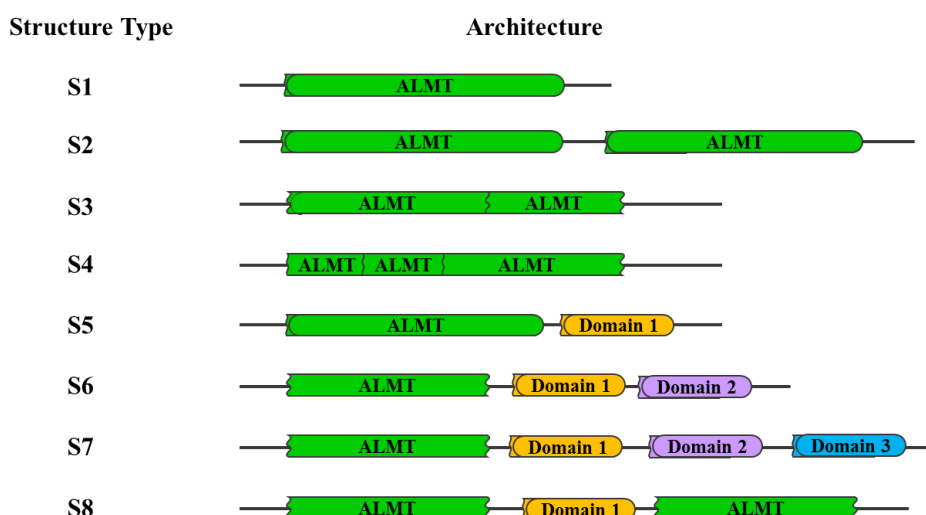 Structure Type Architecture
S1 ALMT
S2 ALMT ALMT
S3 ALMT ALMT
S4 ALMT ALMT ALMT
S5 ALMT Domain 1
S6 ALMT Domain 1 Domain 2
S7 ALMT Domain 1 Domain 2 Domain 3
S8 ALMT Domain 1 ALMT